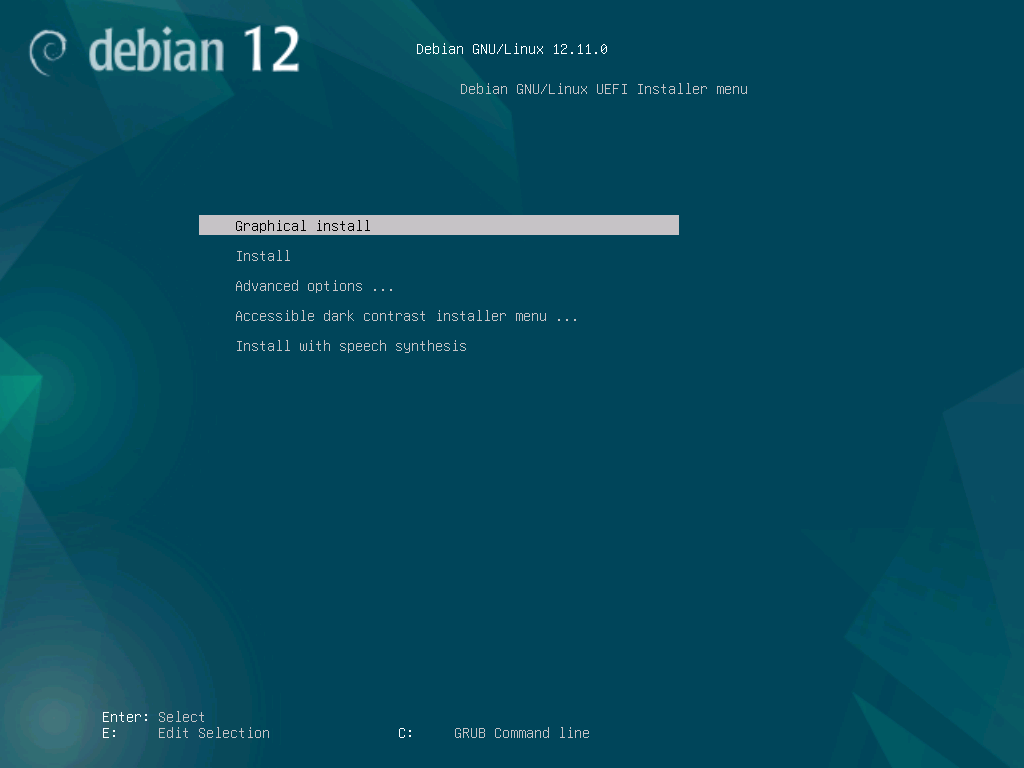 debian 12
Debian GNU/Linux 12.11.0
Debian GNU/Linux UEFI Installer menu
Graphical install
Install
Advanced options ...
Accessible dark contrast installer menu ...
Install with speech synthesis
Enter: Select
E: Edit Selection C: GRUB Command line